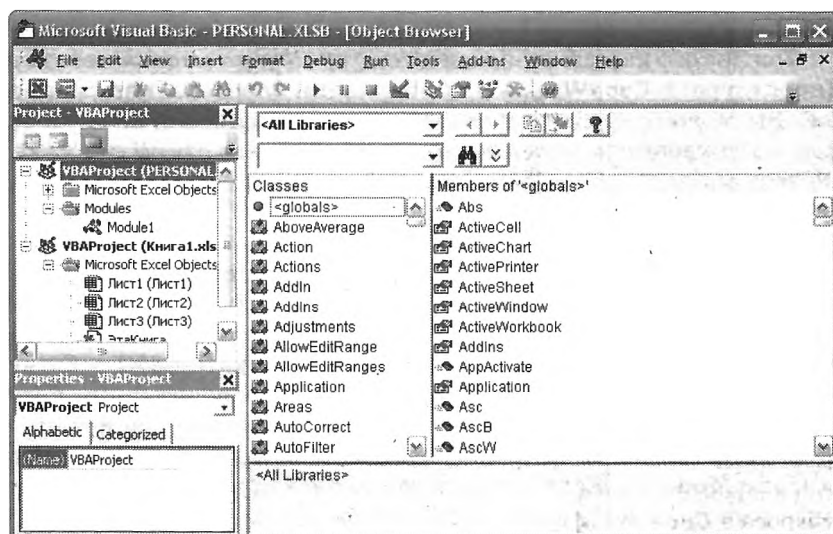 Microsoft Visual Basic - PERSONAL.XLSB - [Object Browser]
File Edit View Insert Format Debug Run Tools Add-Ins Window Help
Project - VBAProject
VBAProject (PERSONAL
Microsoft Excel Objects
Modules
Module1
VBAProject (Книга1.xls
Microsoft Excel Objects
Лист1 (Лист1)
Лист2 (Лист2)
Лист3 (Лист3)
ЭтаКнига
Properties - VBAProject
VBAProject Project
Alphabetic Categorized
(Name) VBAProject
<All Libraries>
Classes
<globals>
AboveAverage
Action
Actions
AddIn
AddIns
Adjustments
AllowEditRange
AllowEditRanges
Application
Areas
AutoCorrect
AutoFilter
Members of '<globals>'
Abs
ActiveCell
ActiveChart
ActivePrinter
ActiveSheet
ActiveWindow
ActiveWorkbook
AddIns
AppActivate
Application
Asc
AscB
AscW
<All Libraries>